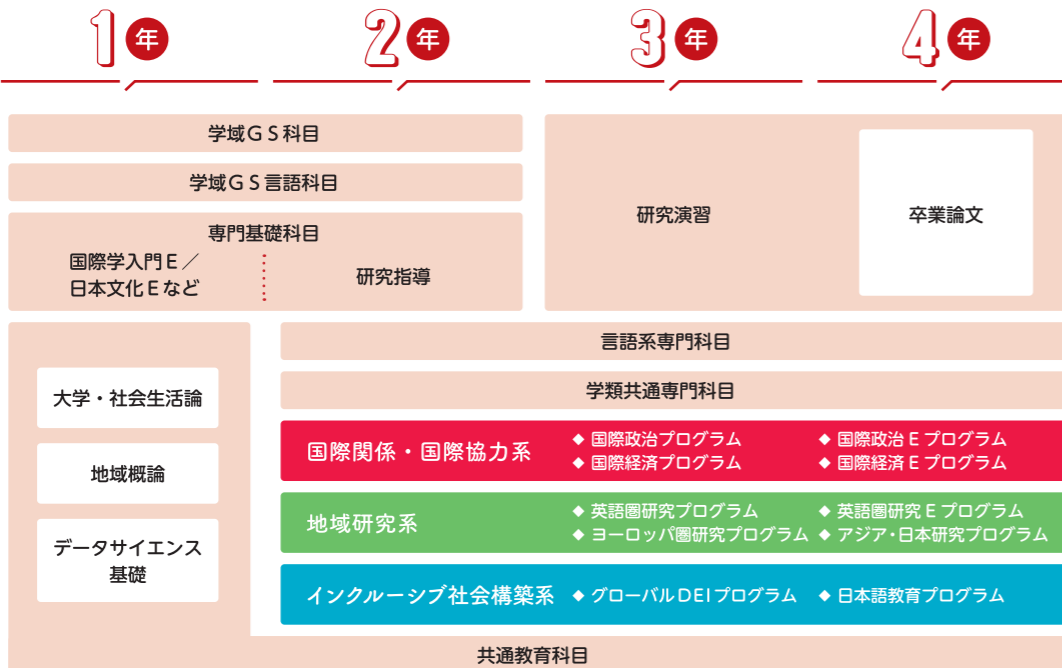 1年
2年
3年
4年
学域GS科目
学域GS言語科目
専門基礎科目
国際学入門E／
日本文化Eなど
研究指導
研究演習
卒業論文
大学・社会生活論
地域概論
データサイエンス
基礎
言語系専門科目
学類共通専門科目
国際関係・国際協力系
◆ 国際政治プログラム
◆ 国際政治Eプログラム
◆ 国際経済プログラム
◆ 国際経済Eプログラム
地域研究系
◆ 英語圏研究プログラム
◆ 英語圏研究Eプログラム
◆ ヨーロッパ圏研究プログラム
◆ アジア・日本研究プログラム
インクルーシブ社会構築系
◆ グローバルDEIプログラム
◆ 日本語教育プログラム
共通教育科目